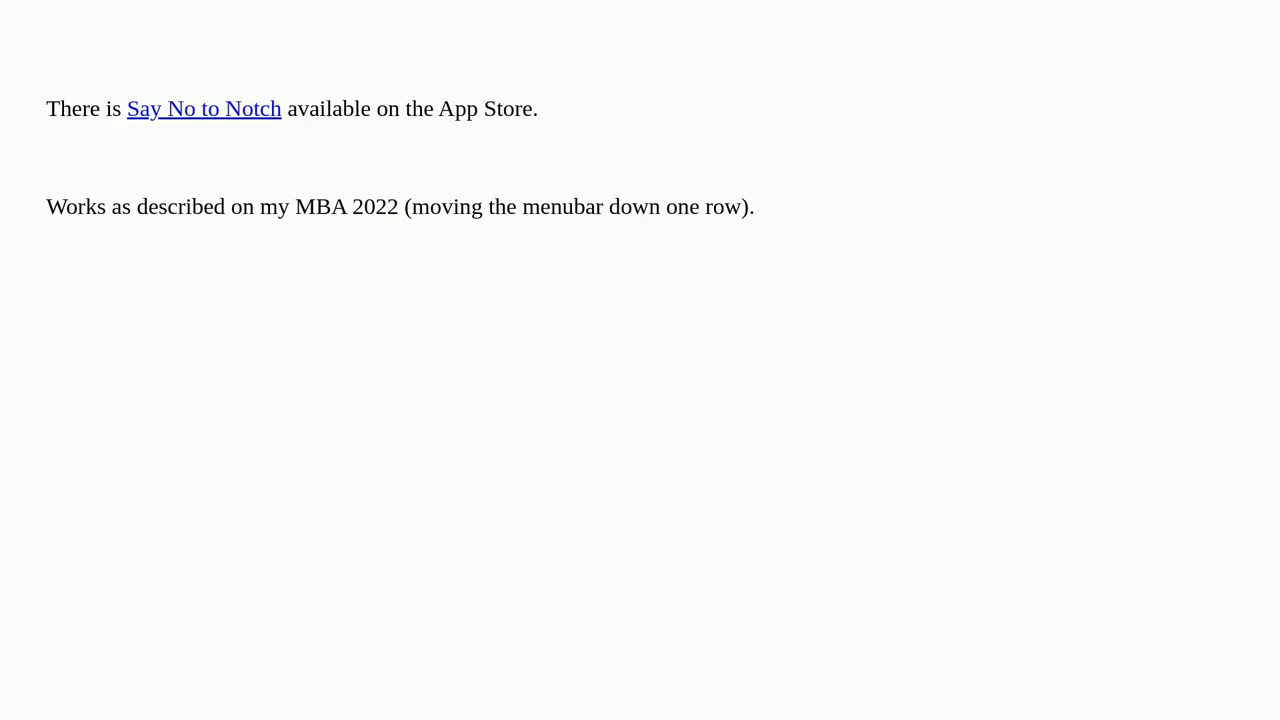 There is Say No to Notch available on the App Store.
Works as described on my MBA 2022 (moving the menubar down one row).